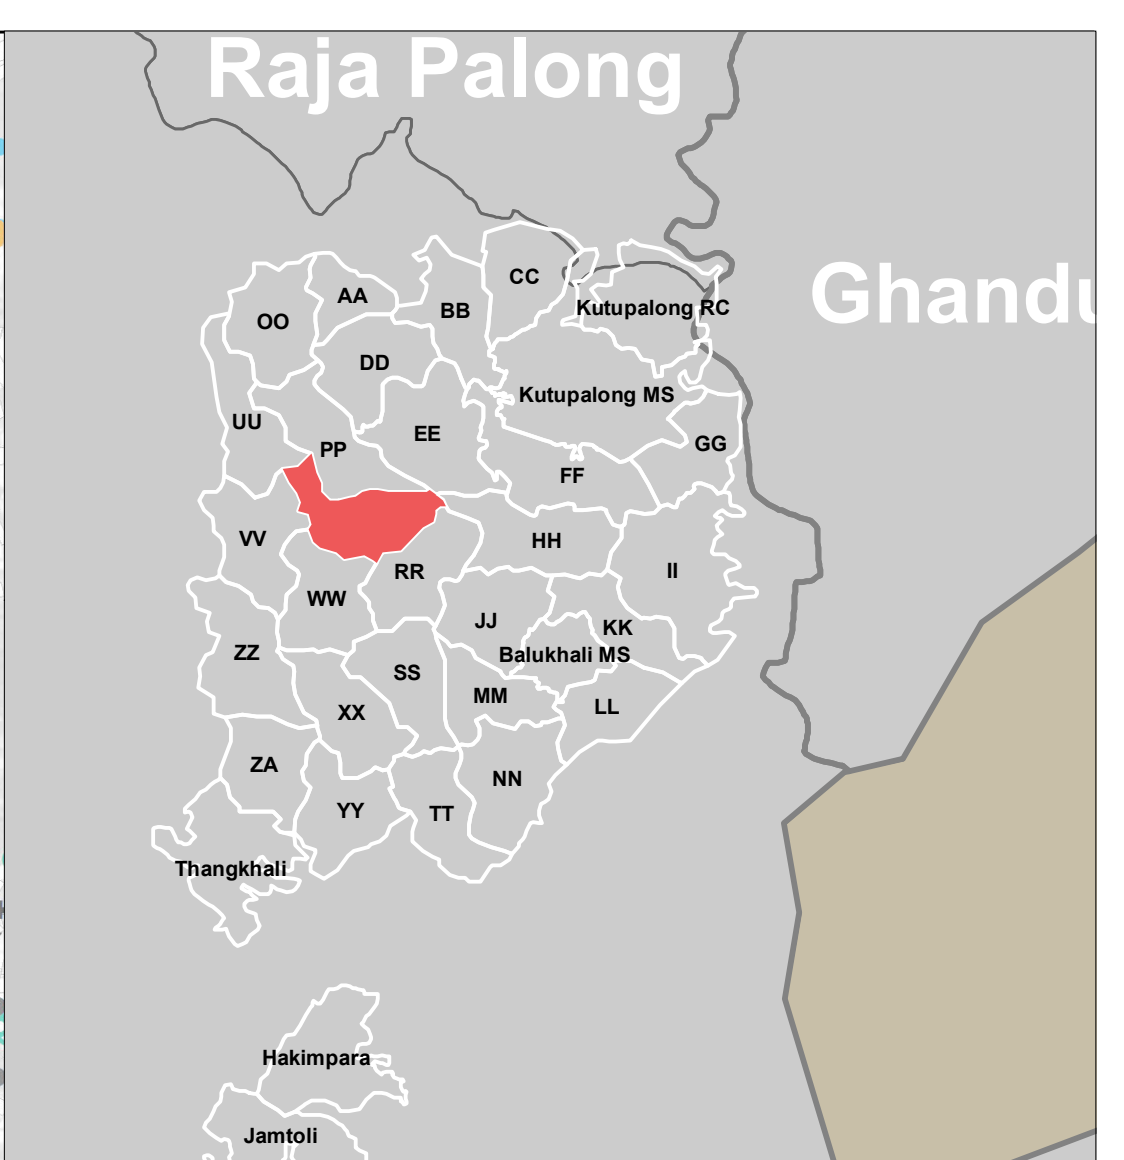 Raja Palong
Ghandu
CC
AA
BB
Kutupalong RC
OO
DD
Kutupalong MS
UU
EE
GG
PP
FF
VV
HH
RR
II
WW
JJ
KK
ZZ
Balukhali MS
SS
MM
LL
XX
ZA
NN
YY
TT
Thangkhali
Hakimpara
Jamtoli